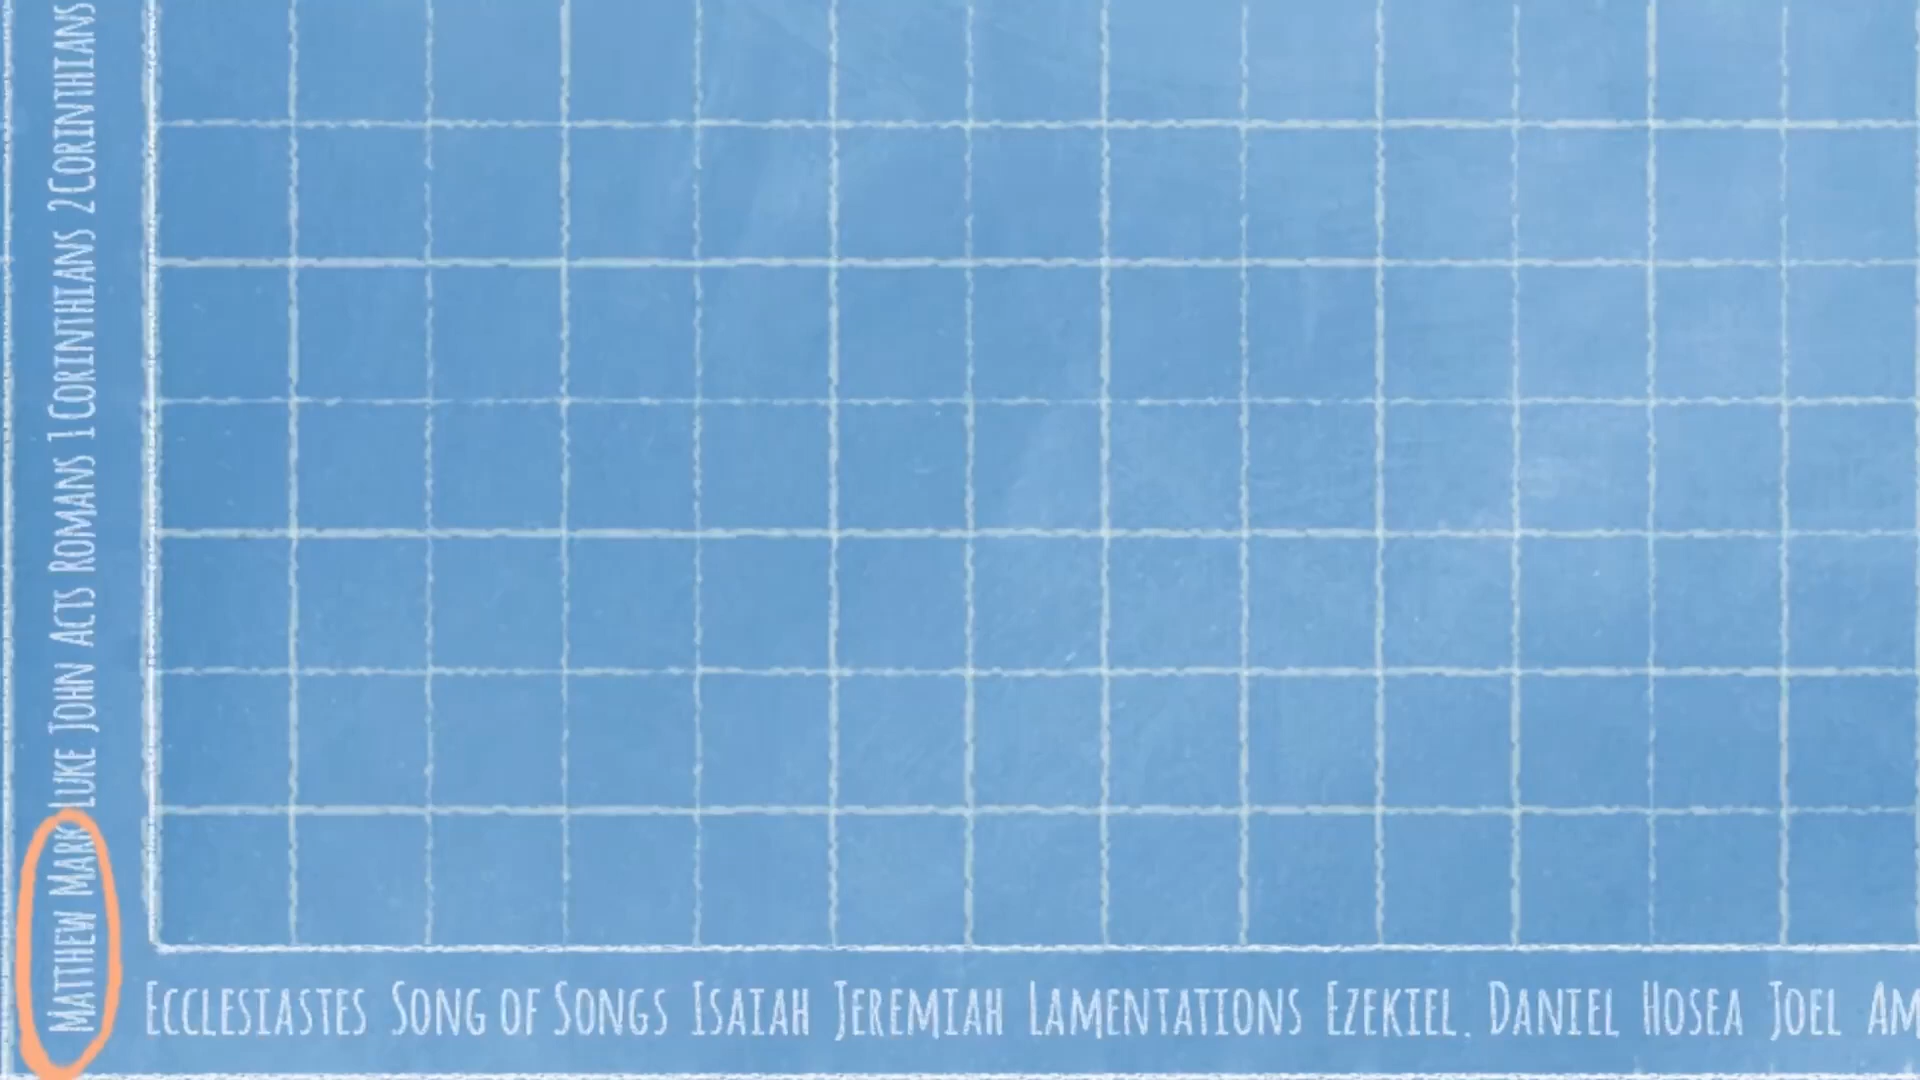 Matthew Mark Luke John Acts Romans 1 Corinthians 2 Corinthians
Ecclesiastes Song of Songs Isaiah Jeremiah Lamentations Ezekiel. Daniel Hosea Joel